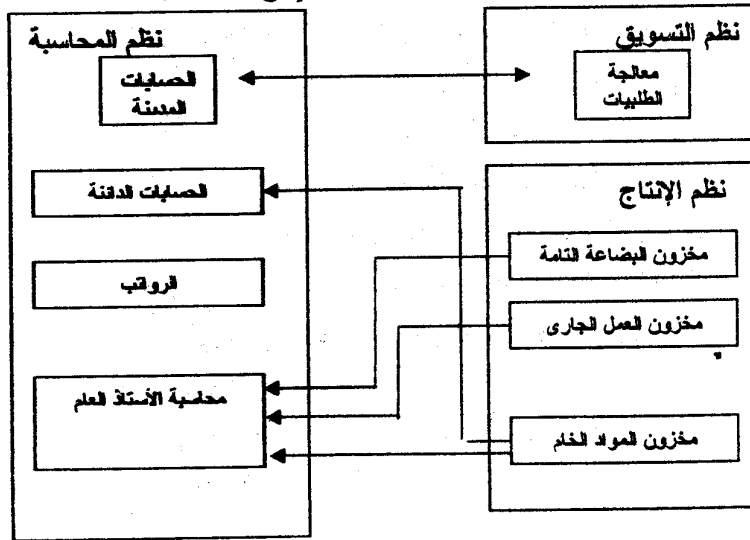 نظم التسويق
معالجة
الطلبيات
نظم المحاسبة
الحسابات
المدينة
الحسابات الدائنة
الرواتب
محاسبة الأستاذ العام
نظم الإنتاج
مخزون البضاعة التامة
مخزون العمل الجارى
مخزون المواد الخام